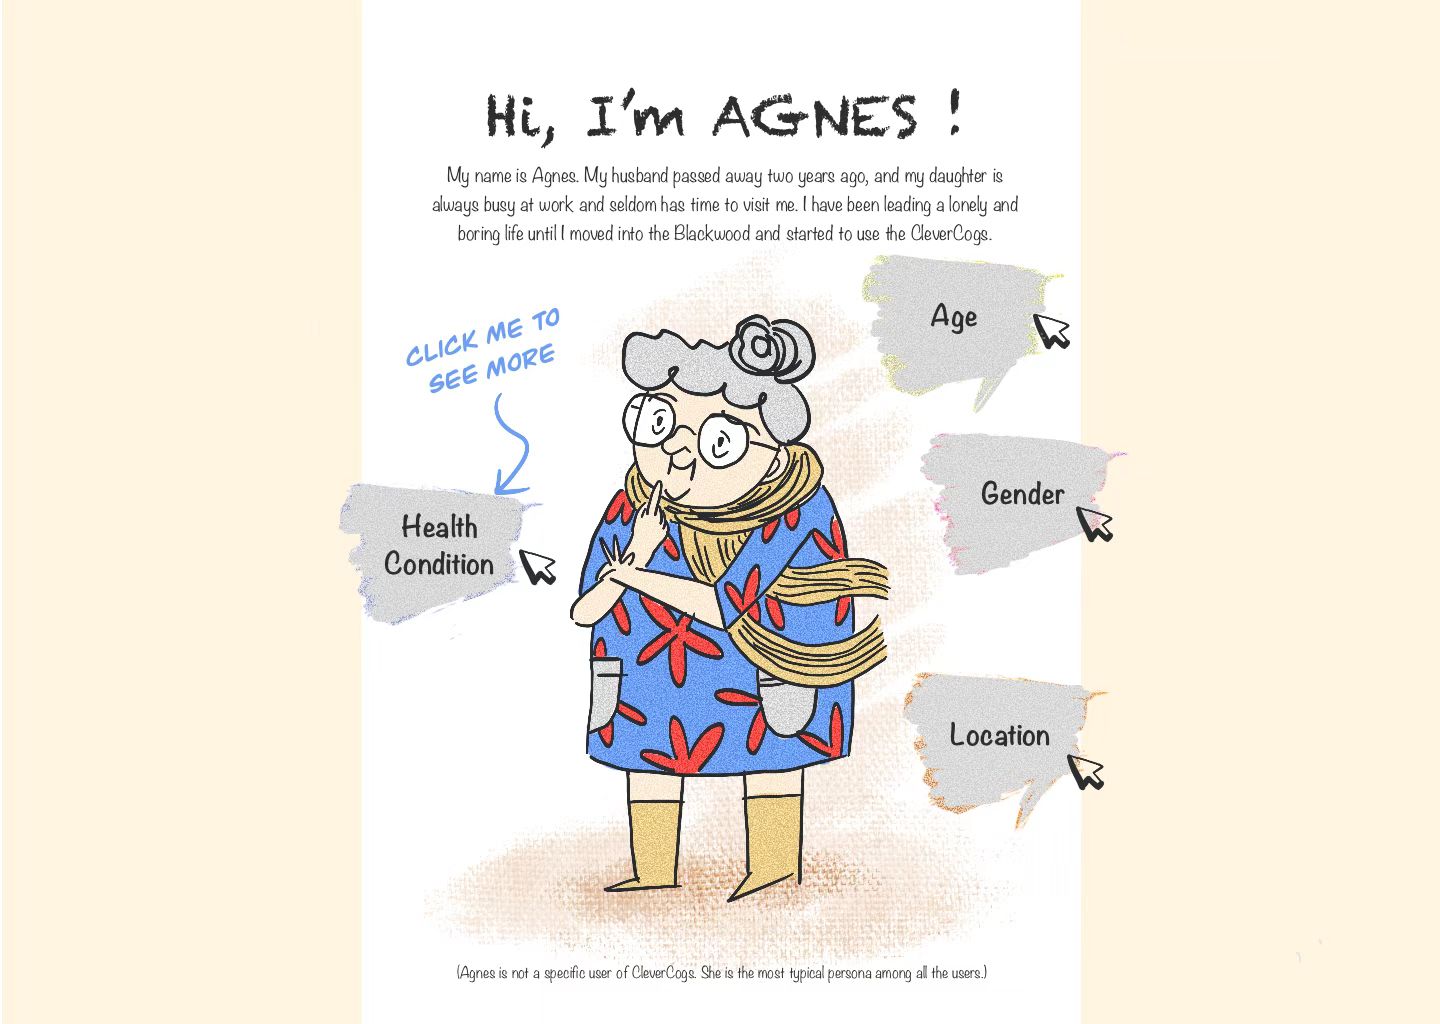 Hi, I'm AGNES !
My name is Agnes. My husband passed away two years ago, and my daughter is
always busy at work and seldom has time to visit me. I have been leading a lonely and
boring life until I moved into the Blackwood and started to use the CleverCogs.
Age
CLICK ME TO
SEE MORE
Gender
Health
Condition
Location
(Agnes is not a specific user of CleverCogs. She is the most typical persona among all the users.)